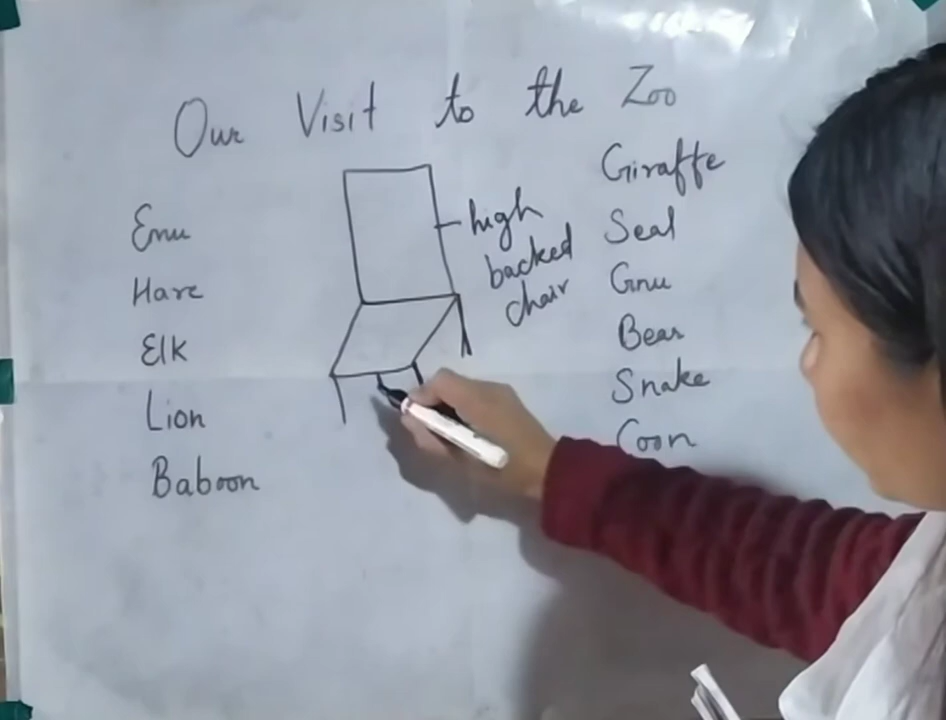 Our Visit to the Zoo
Emu
Hare
Elk
Lion
Baboon
high
backed
chair
Giraffe
Seal
Gnu
Bear
Snake
Coon